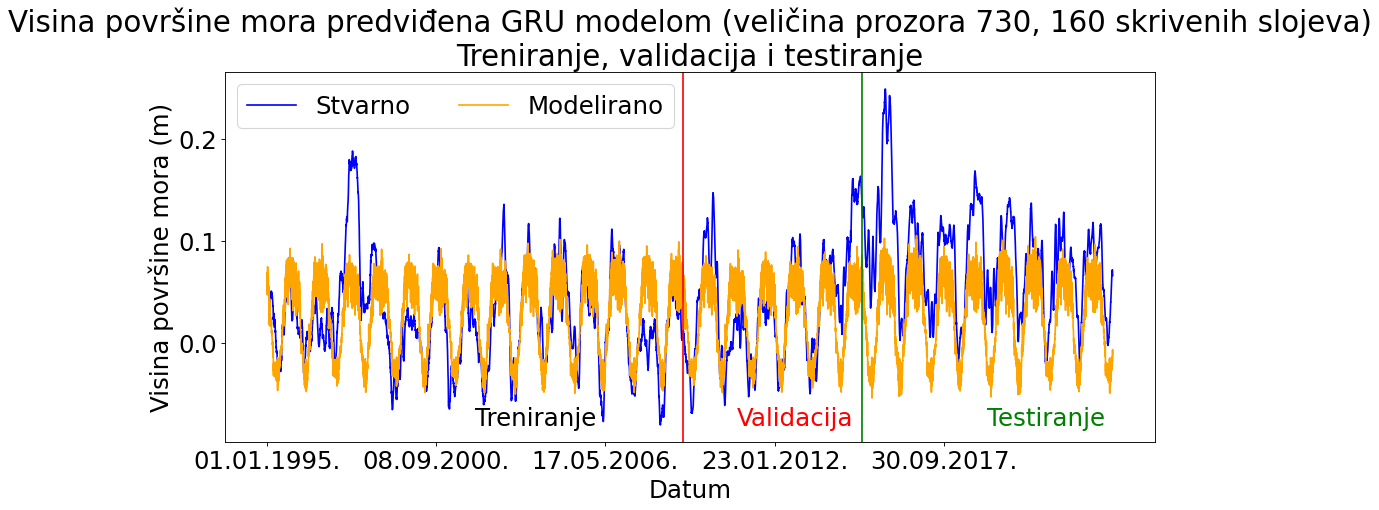 Visina površine mora predviđena GRU modelom (veličina prozora 730, 160 skrivenih slojeva)
Treniranje, validacija i testiranje
Stvarno
Modelirano
Visina površine mora (m)
0.2
0.1
0.0
Treniranje
Validacija
Testiranje
01.01.1995.
08.09.2000.
17.05.2006.
23.01.2012.
30.09.2017.
Datum